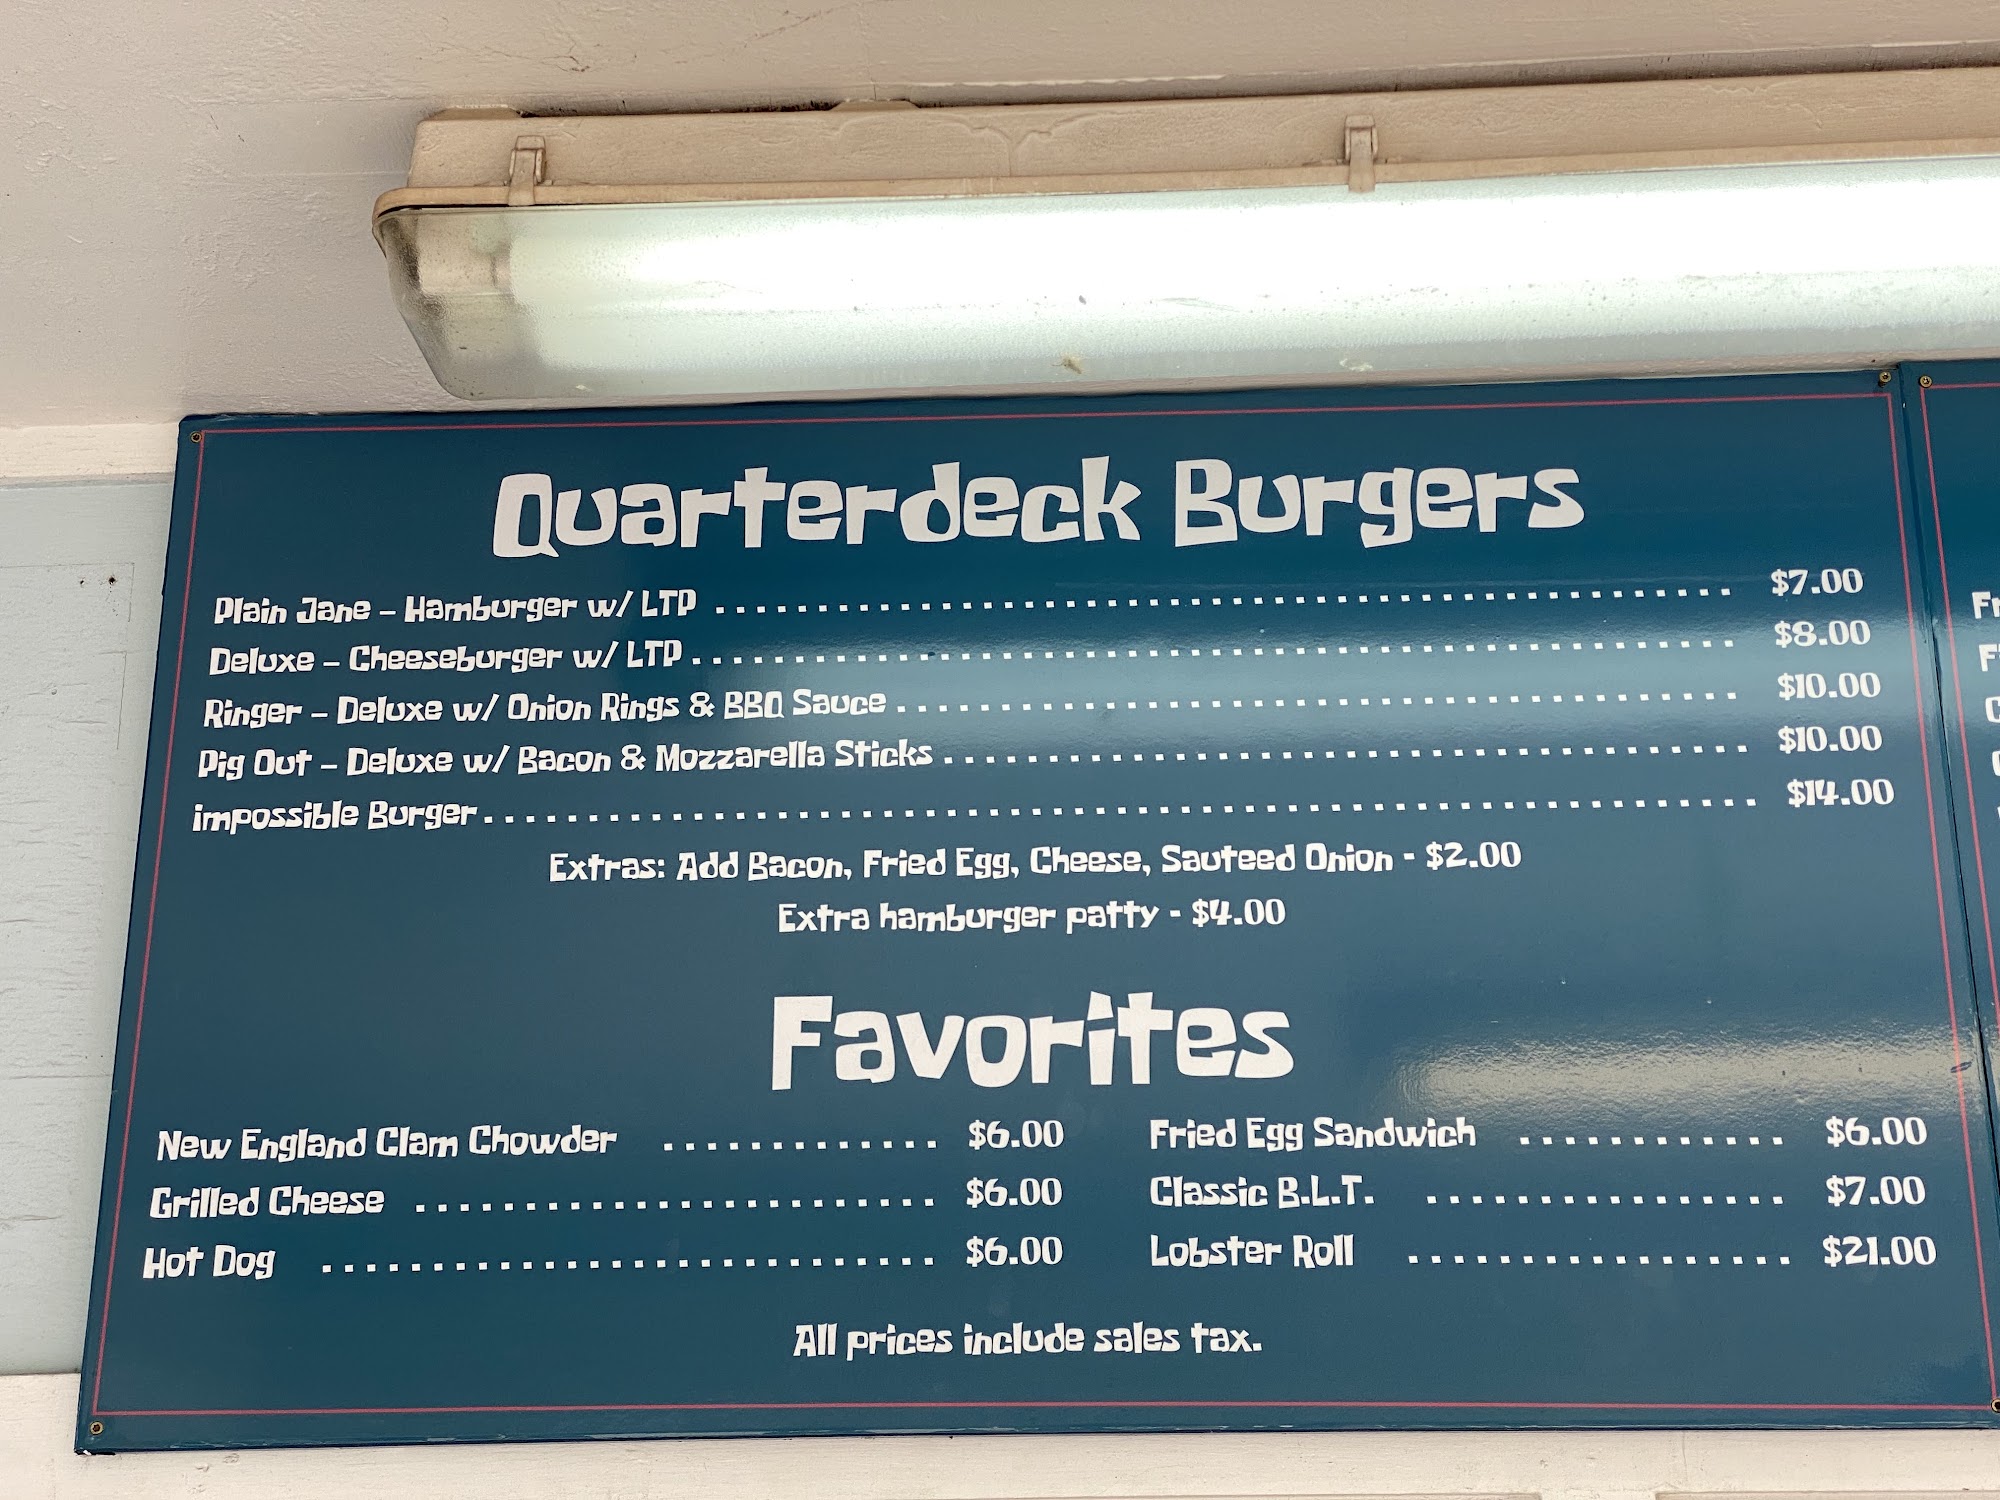 Quarterdeck Burgers
Plain Jane – Hamburger w/ LTP ........ $7.00
Deluxe – Cheeseburger w/ LTP ........ $8.00
Ringer – Deluxe w/ Onion Rings & BBQ Sauce ........ $10.00
Pig Out – Deluxe w/ Bacon & Mozzarella Sticks ........ $10.00
impossible Burger ........ $14.00
Extras: Add Bacon, Fried Egg, Cheese, Sauteed Onion - $2.00
Extra hamburger patty - $4.00
Favorites
New England Clam Chowder ........ $6.00
Grilled Cheese ........ $6.00
Hot Dog ........ $6.00
Fried Egg Sandwich ........ $6.00
Classic B.L.T. ........ $7.00
Lobster Roll ........ $21.00
All prices include sales tax.